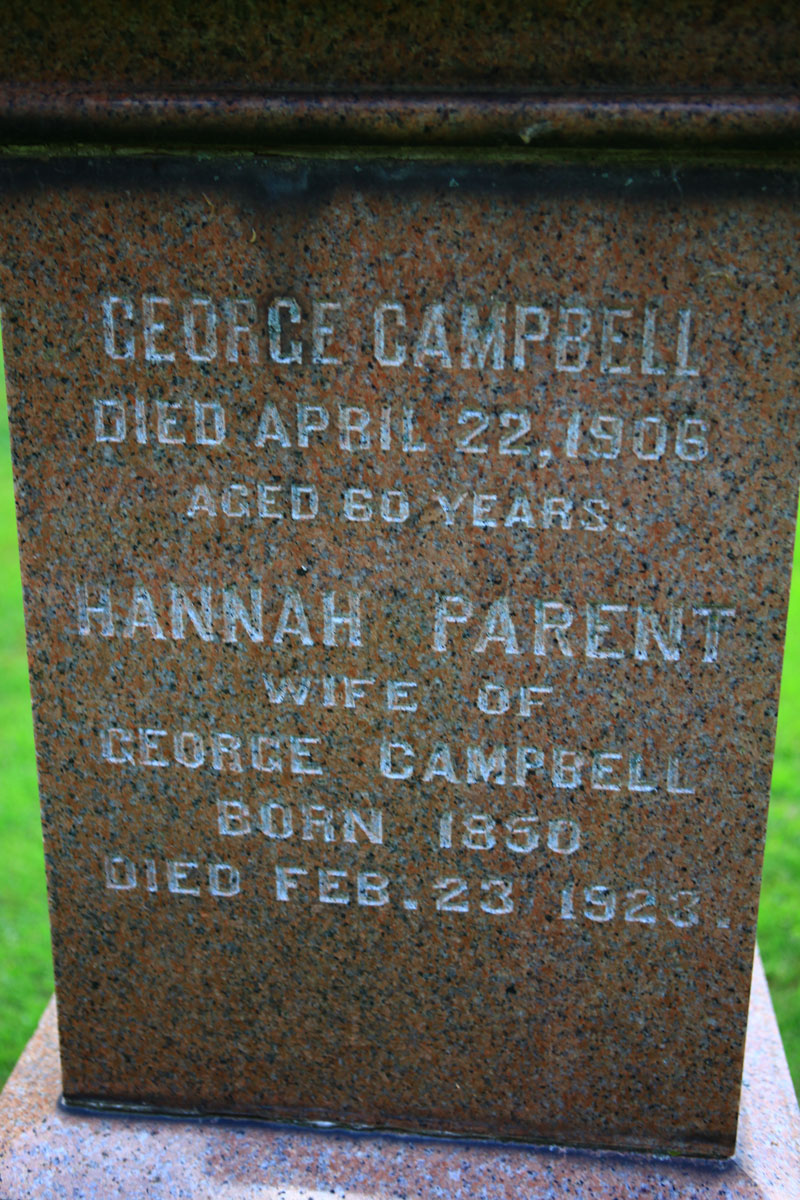 GEORGE CAMPBELL
DIED APRIL 22, 1906
AGED 60 YEARS.
HANNAH PARENT
WIFE OF
GEORGE CAMPBELL
BORN 1850
DIED FEB. 23 1923.